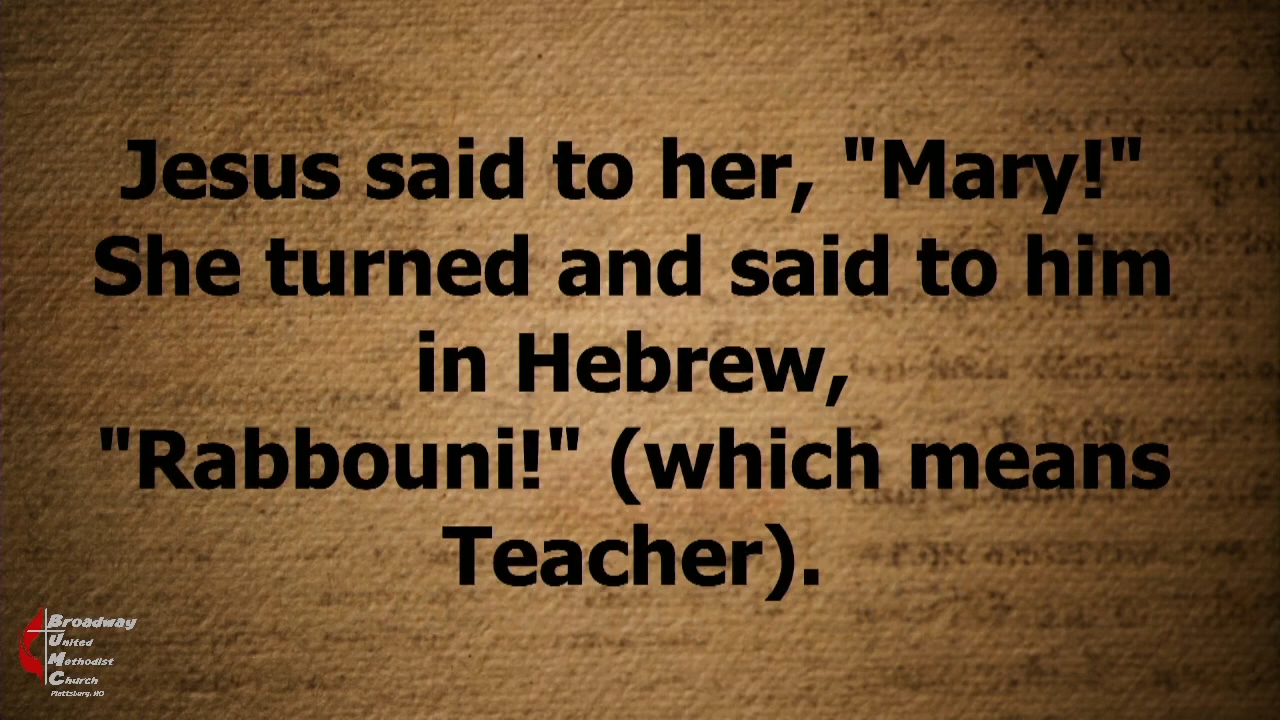 Jesus said to her, "Mary!"
She turned and said to him
in Hebrew,
"Rabbouni!" (which means
Teacher).
Broadway
United
Methodist
Church
Plattsburg, MO